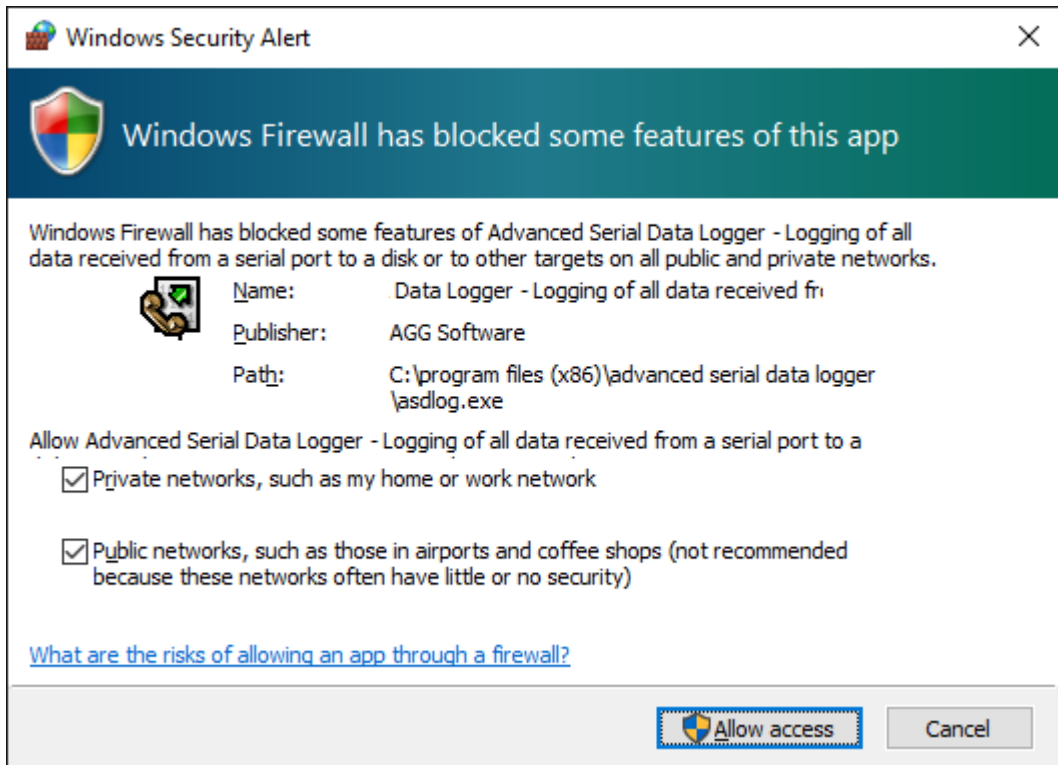 Windows Security Alert
Windows Firewall has blocked some features of this app
Windows Firewall has blocked some features of Advanced Serial Data Logger - Logging of all
data received from a serial port to a disk or to other targets on all public and private networks.
Name: Data Logger - Logging of all data received
Publisher: AGG Software
Path: C:\program files (x86)\advanced serial data logger
\asdlog.exe
Allow Advanced Serial Data Logger - Logging of all data received from a serial port to a
Private networks, such as my home or work network
Public networks, such as those in airports and coffee shops (not recommended
because these networks often have little or no security)
What are the risks of allowing an app through a firewall?
Allow access Cancel